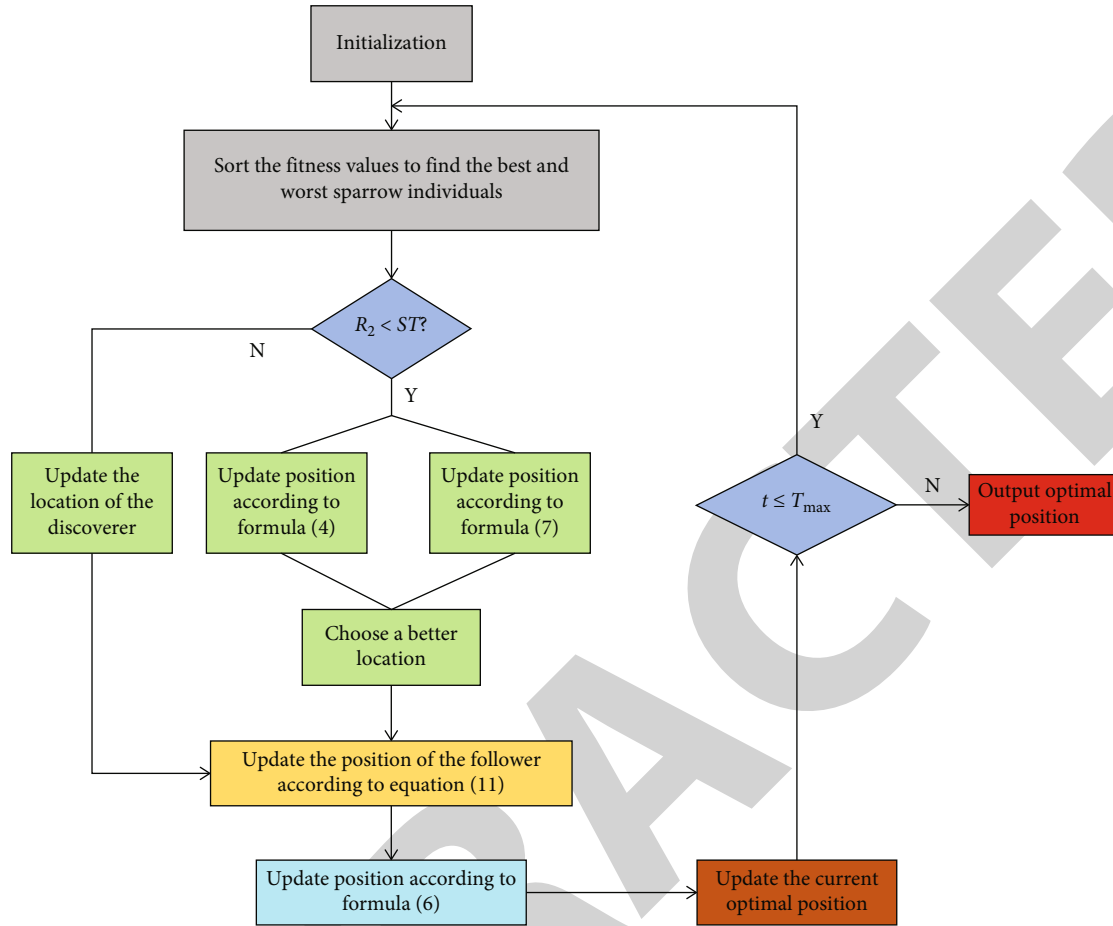 Initialization
Sort the fitness values to find the best and
worst sparrow individuals
R₂ < ST?
N
Y
Y
Update the
location of the
discoverer
Update position
according to
formula (4)
Update position
according to
formula (7)
t ≤ Tmax
N
Output optimal
position
Choose a better
location
Update the position of the follower
according to equation (11)
Update position according to
formula (6)
Update the current
optimal position